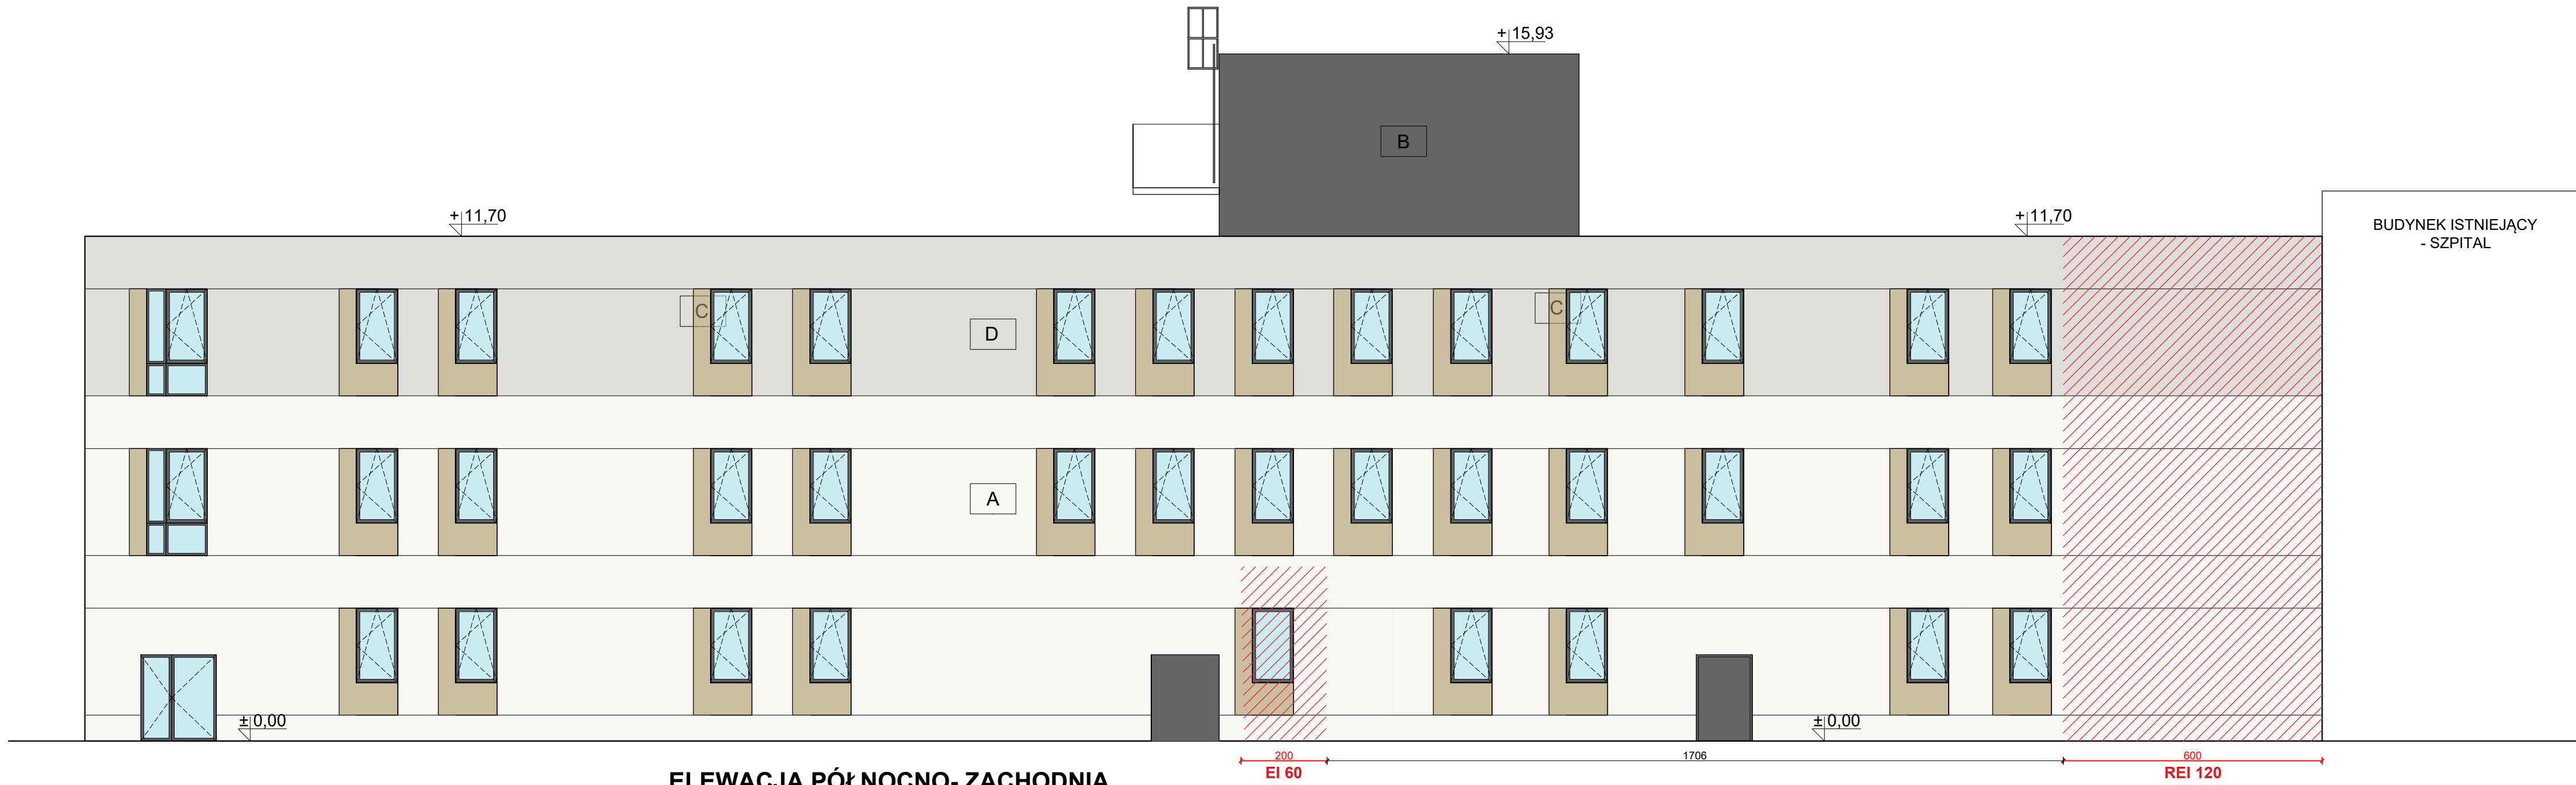 + 15,93
B
+ 11,70
+ 11,70
BUDYNEK ISTNIEJĄCY
- SZPITAL
C
C
D
A
± 0,00
± 0,00
200
1706
600
EI 60
REI 120
ELEWACJA PÓŁNOCNO- ZACHODNIA